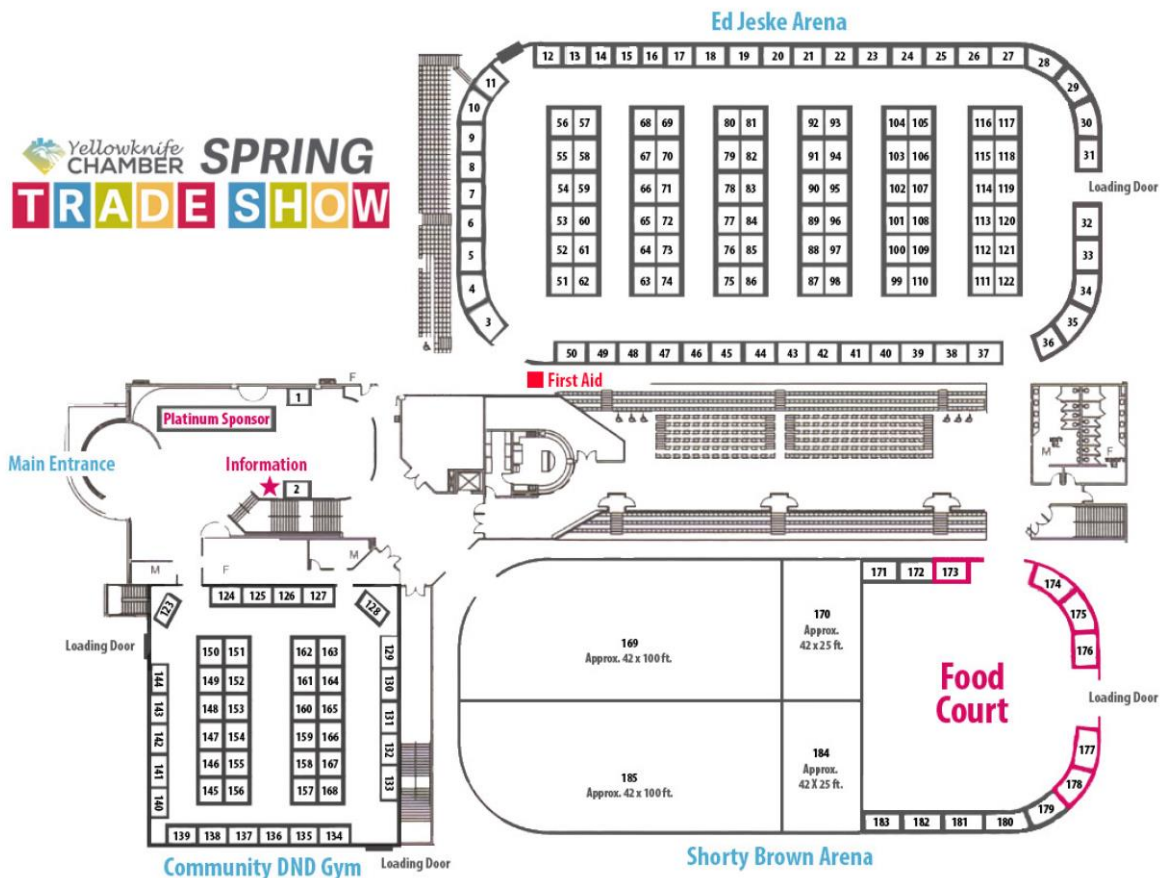 Ed Jeske Arena
Yellowknife
CHAMBER
SPRING
TRADE SHOW
12 13 14 15 16 17 18 19 20 21 22 23 24 25 26 27
28
29
30
31
11
10
9
8
7
6
5
4
3
56 57 68 69 80 81 92 93 104 105 116 117
55 58 67 70 79 82 91 94 103 106 115 118
54 59 66 71 78 83 90 95 102 107 114 119
53 60 65 72 77 84 89 96 101 108 113 120
52 61 64 73 76 85 88 97 100 109 112 121
51 62 63 74 75 86 87 98 99 110 111 122
Loading Door
32
33
34
35
36
50 49 48 47 46 45 44 43 42 41 40 39 38 37
First Aid
F
1
Platinum Sponsor
Main Entrance
Information
2
M F
M F M
123
124 125 126 127
128
Loading Door
150 151 162 163
149 152 161 164
148 153 160 165
147 154 159 166
146 155 158 167
145 156 157 168
144
143
142
141
140
129
130
131
132
133
139 138 137 136 135 134
Community DND Gym
Loading Door
169
Approx. 42 x 100 ft.
170
Approx.
42 x 25 ft.
171 172 173
174
175
176
Food
Court
Loading Door
177
178
179
185
Approx. 42 x 100 ft.
184
Approx.
42 X 25 ft.
183 182 181 180
Shorty Brown Arena